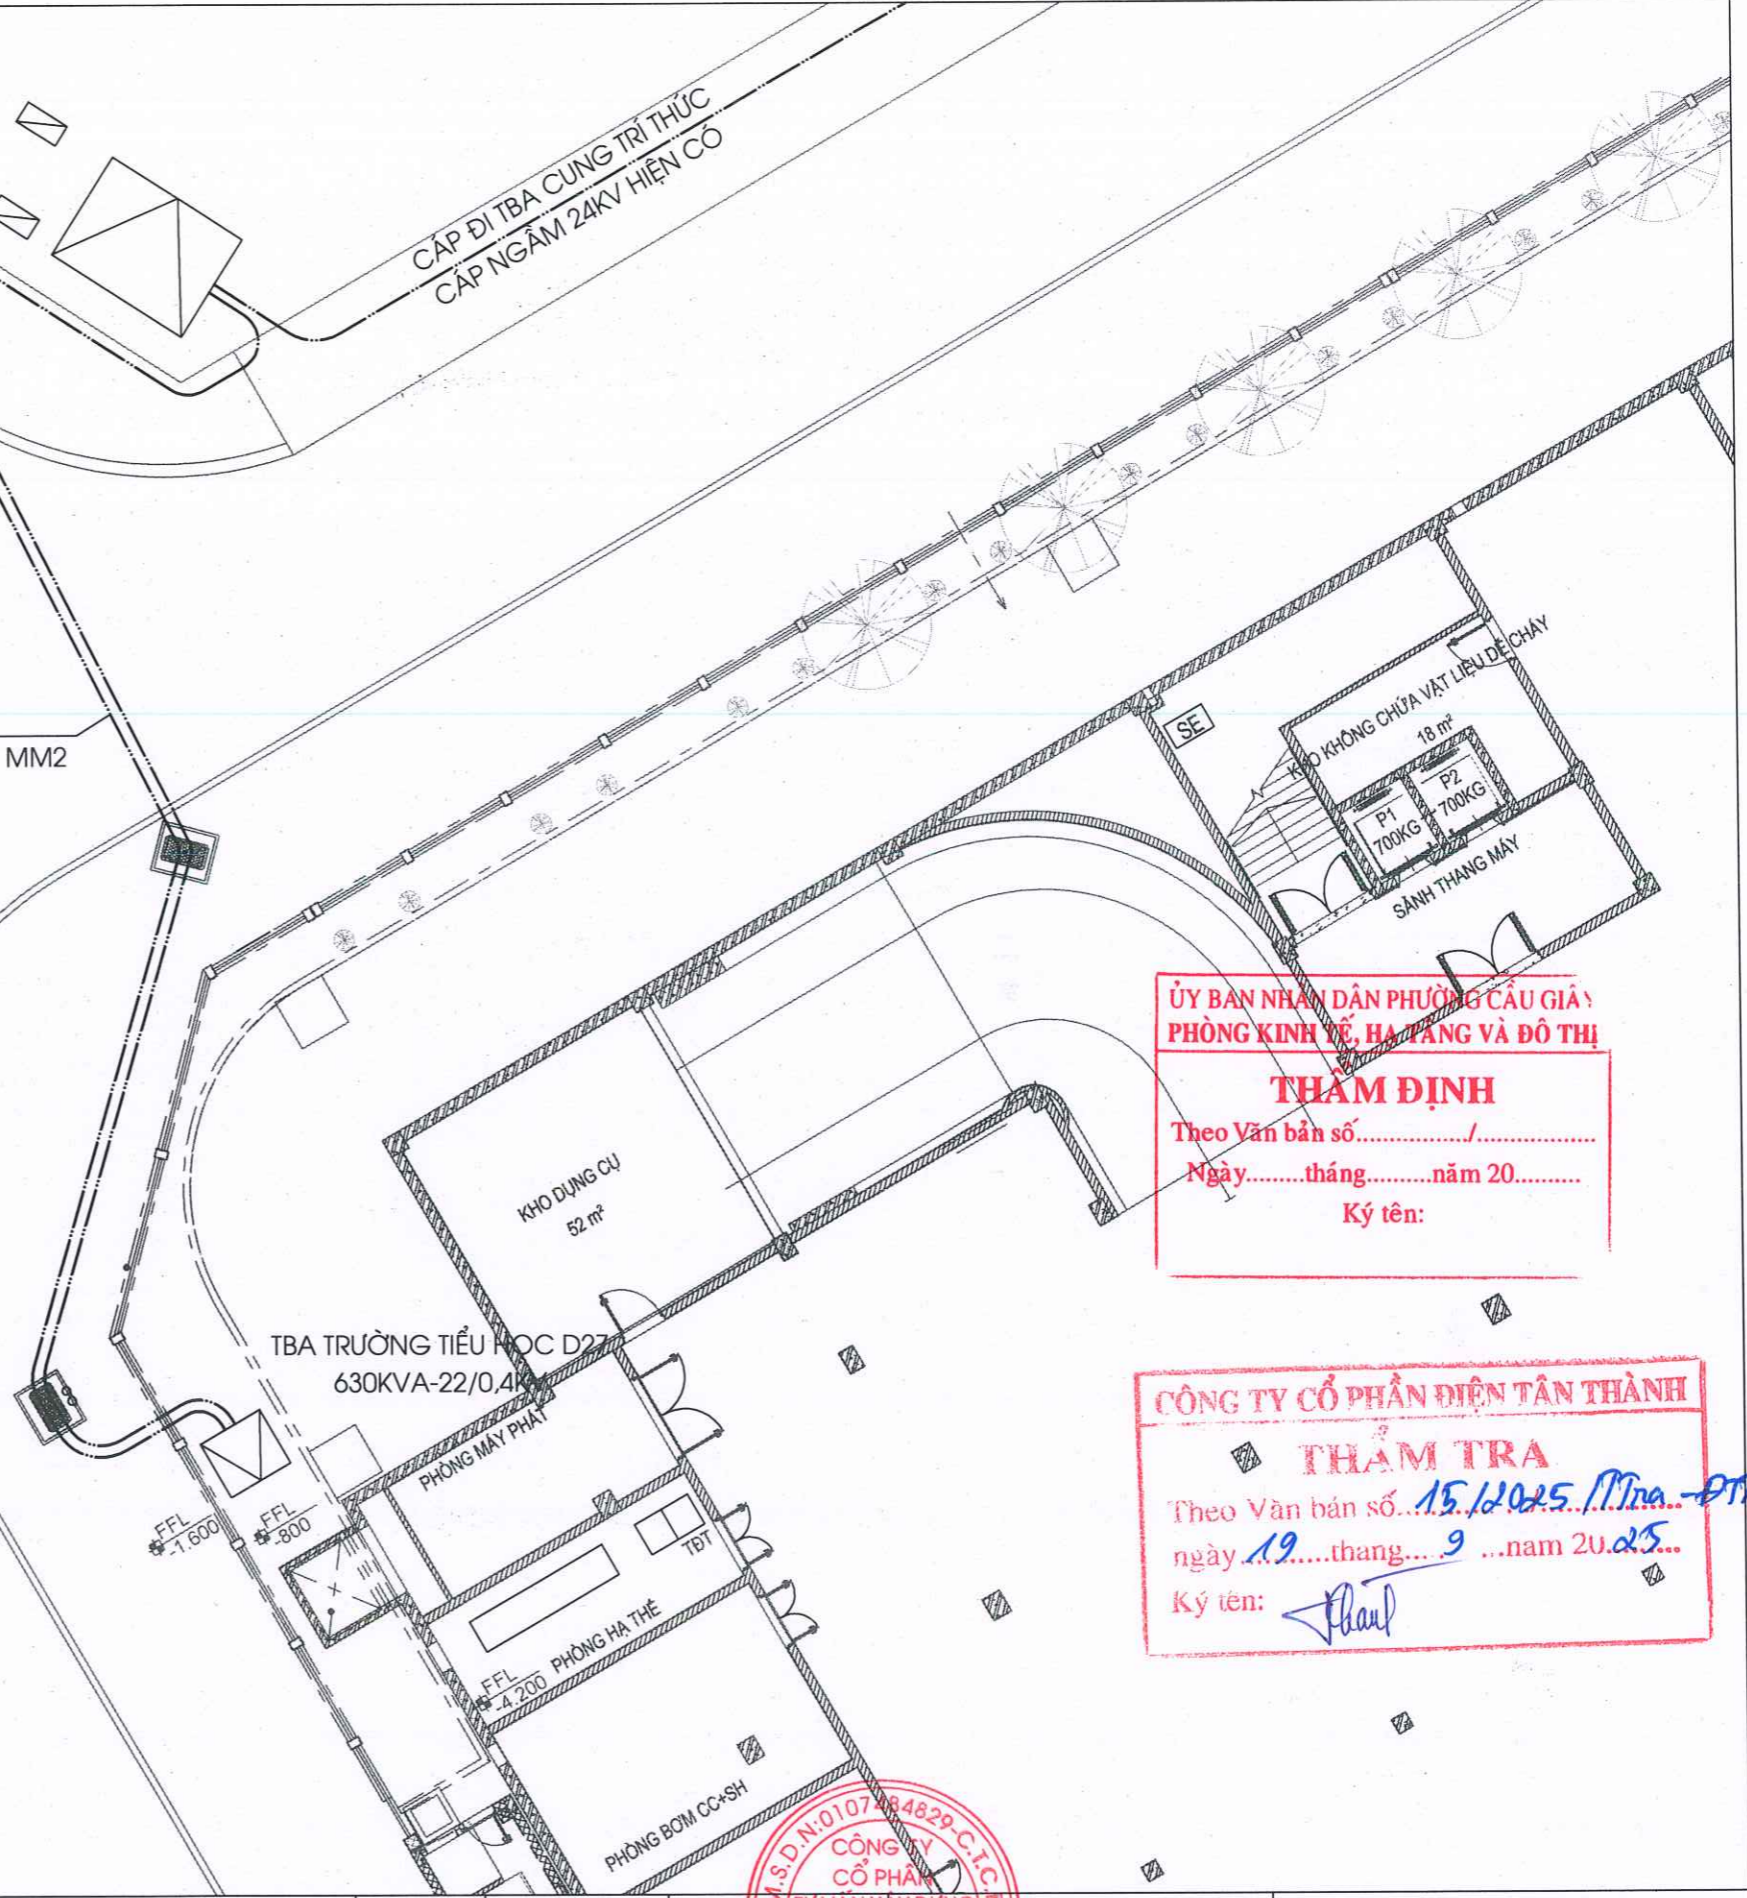 CÁP ĐI TBA CUNG TRÍ THỨC
CÁP NGẦM 24KV HIỆN CÓ
MM2
SE
KHO KHÔNG CHỨA VẬT LIỆU DỄ CHÁY
18 m²
P1
700KG
P2
700KG
SẢNH THANG MÁY
ỦY BAN NHÂN DÂN PHƯỜNG CẦU GIẤY
PHÒNG KINH TẾ, HẠ TẦNG VÀ ĐÔ THỊ
THẨM ĐỊNH
Theo Văn bản số................./..................
Ngày.........tháng..........năm 20..........
Ký tên:
KHO DỤNG CỤ
52 m²
TBA TRƯỜNG TIỂU HỌC D27
630KVA-22/0,4KV
PHÒNG MÁY PHÁT
CÔNG TY CỔ PHẦN ĐIỆN TÂN THÀNH
THẨM TRA
Theo Văn bản số...15/2025/TTra-ĐT
ngày 19 tháng 9 năm 2025
Ký tên:
FFL
-1.600
FFL
-800
TĐT
PHÒNG HẠ THẾ
FFL
-4.200
PHÒNG BƠM CC+SH
M.S.D.N:0107484829-C.T.C.
CÔNG TY
CỔ PHẦN